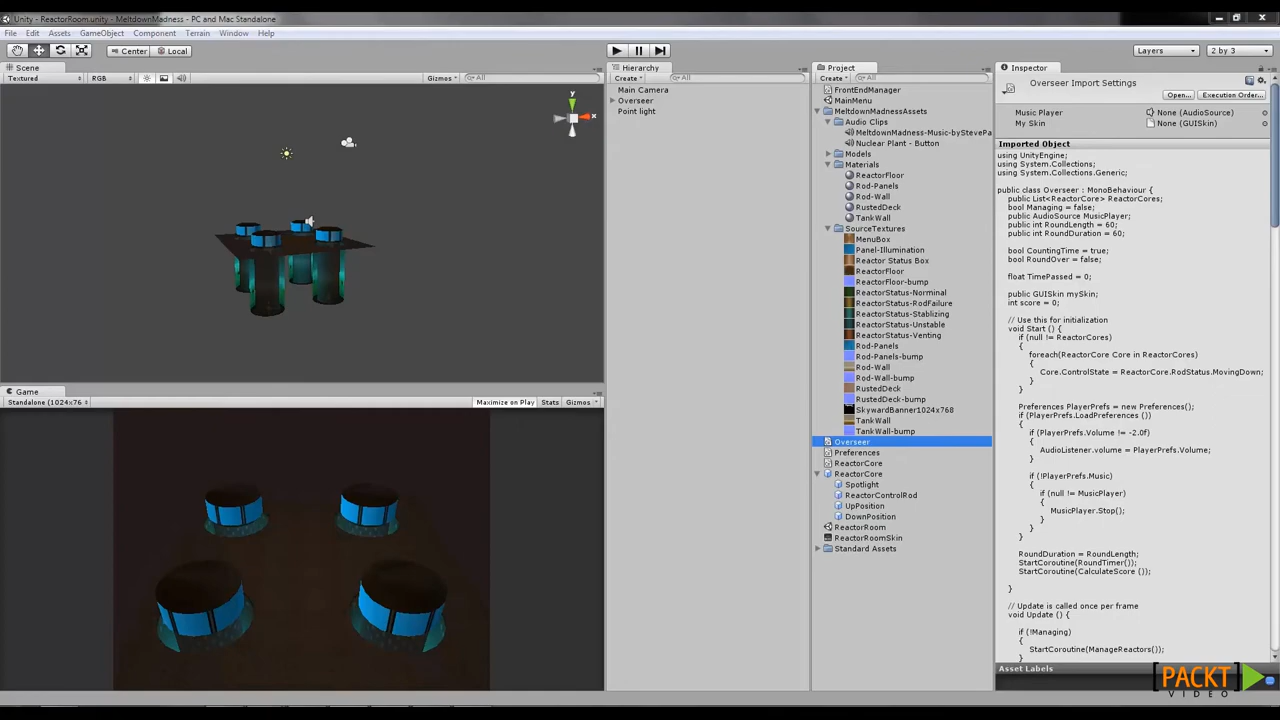 Unity - ReactorRoom.unity - MeltdownMadness - PC and Mac Standalone
File Edit Assets GameObject Component Terrain Window Help
Center Local Layers 2 by 3
Scene
Textured RGB Gizmos All
Game
Standalone (1024x76 Maximize on Play Stats Gizmos
Hierarchy
Create All
Main Camera
Overseer
Point light
Project
Create All
FrontEndManager
MainMenu
MeltdownMadnessAssets
Audio Clips
MeltdownMadness-Music-byStevePa
Nuclear Plant - Button
Models
Materials
ReactorFloor
Rod-Panels
Rod-Wall
RustedDeck
TankWall
SourceTextures
MenuBox
Panel-Illumination
Reactor Status Box
ReactorFloor
ReactorFloor-bump
ReactorStatus-Norminal
ReactorStatus-RodFailure
ReactorStatus-Stablizing
ReactorStatus-Unstable
ReactorStatus-Venting
Rod-Panels
Rod-Panels-bump
Rod-Wall
Rod-Wall-bump
RustedDeck
RustedDeck-bump
SkywardBanner1024x768
TankWall
TankWall-bump
Overseer
Preferences
ReactorCore
ReactorCore
Spotlight
ReactorControlRod
UpPosition
DownPosition
ReactorRoom
ReactorRoomSkin
Standard Assets
Inspector
Overseer Import Settings
Open... Execution Order...
Music Player None (AudioSource)
My Skin None (GUISkin)
Imported Object
using UnityEngine;
using System.Collections;
using System.Collections.Generic;
public class Overseer : MonoBehaviour {
public List<ReactorCore> ReactorCores;
bool Managing = false;
public AudioSource MusicPlayer;
public int RoundLength = 60;
public int RoundDuration = 60;
bool CountingTime = true;
bool RoundOver = false;
float TimePassed = 0;
public GUISkin mySkin;
int score = 0;
// Use this for initialization
void Start () {
if (null != ReactorCores)
{
foreach(ReactorCore Core in ReactorCores)
{
Core.ControlState = ReactorCore.RodStatus.MovingDown;
}
}
Preferences PlayerPrefs = new Preferences();
if (PlayerPrefs.LoadPreferences ())
{
if (PlayerPrefs.Volume != -2.0f)
{
AudioListener.volume = PlayerPrefs.Volume;
}
if (!PlayerPrefs.Music)
{
if (null != MusicPlayer)
{
MusicPlayer.Stop();
}
}
}
RoundDuration = RoundLength;
StartCoroutine(RoundTimer());
StartCoroutine(CalculateScore ());
}
// Update is called once per frame
void Update () {
if (!Managing)
{
StartCoroutine(ManageReactors());
}
Asset Labels
PACKT
VIDEO
y
x